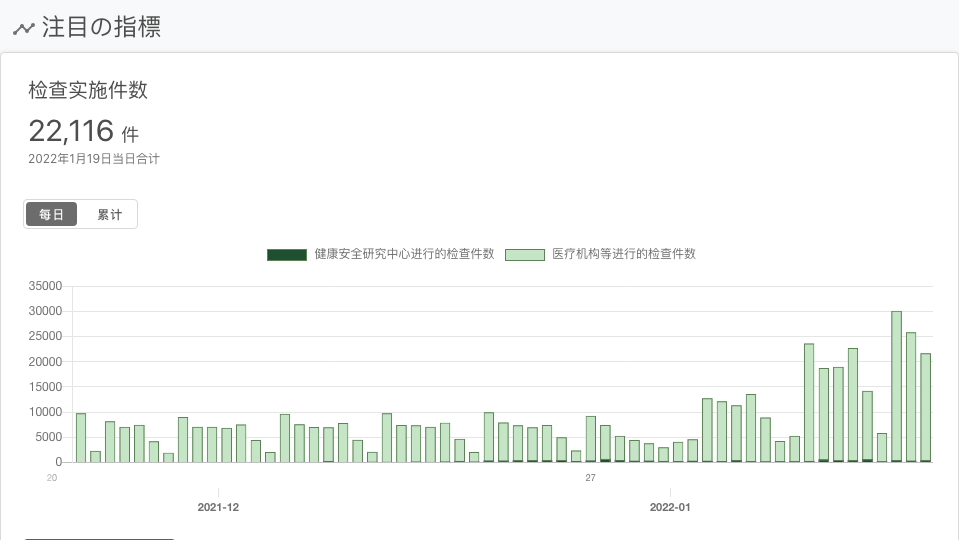 注目の指標
检查实施件数
22,116 件
2022年1月19日当日合计
每日 累计
健康安全研究中心进行的检查件数 医疗机构等进行的检查件数
35000
30000
25000
20000
15000
10000
5000
0
20 27
2021-12 2022-01